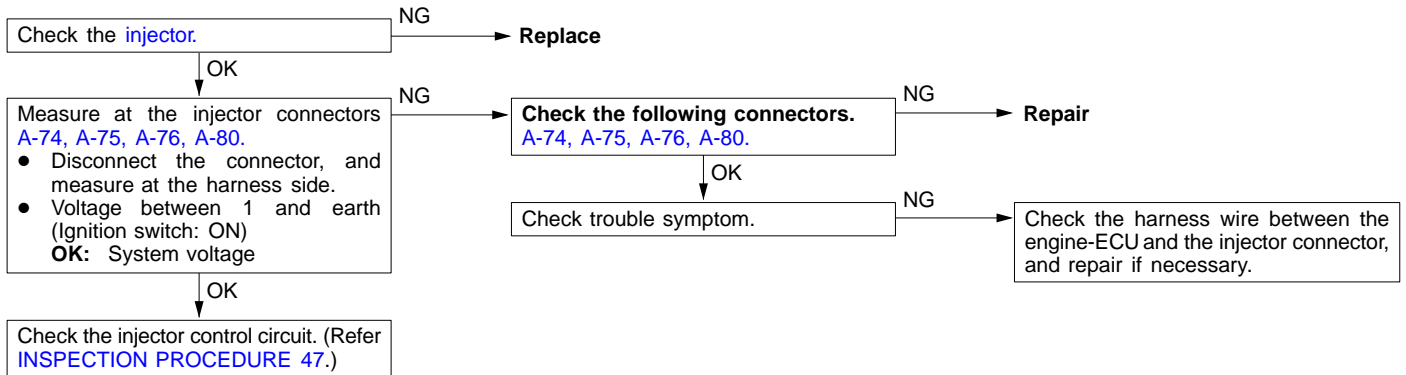 Check the injector.
NG
Replace
OK
Measure at the injector connectors
A-74, A-75, A-76, A-80.
● Disconnect the connector, and
measure at the harness side.
● Voltage between 1 and earth
(Ignition switch: ON)
OK: System voltage
NG
Check the following connectors.
A-74, A-75, A-76, A-80.
NG
Repair
OK
Check trouble symptom.
NG
Check the harness wire between the
engine-ECU and the injector connector,
and repair if necessary.
OK
Check the injector control circuit. (Refer
INSPECTION PROCEDURE 47.)